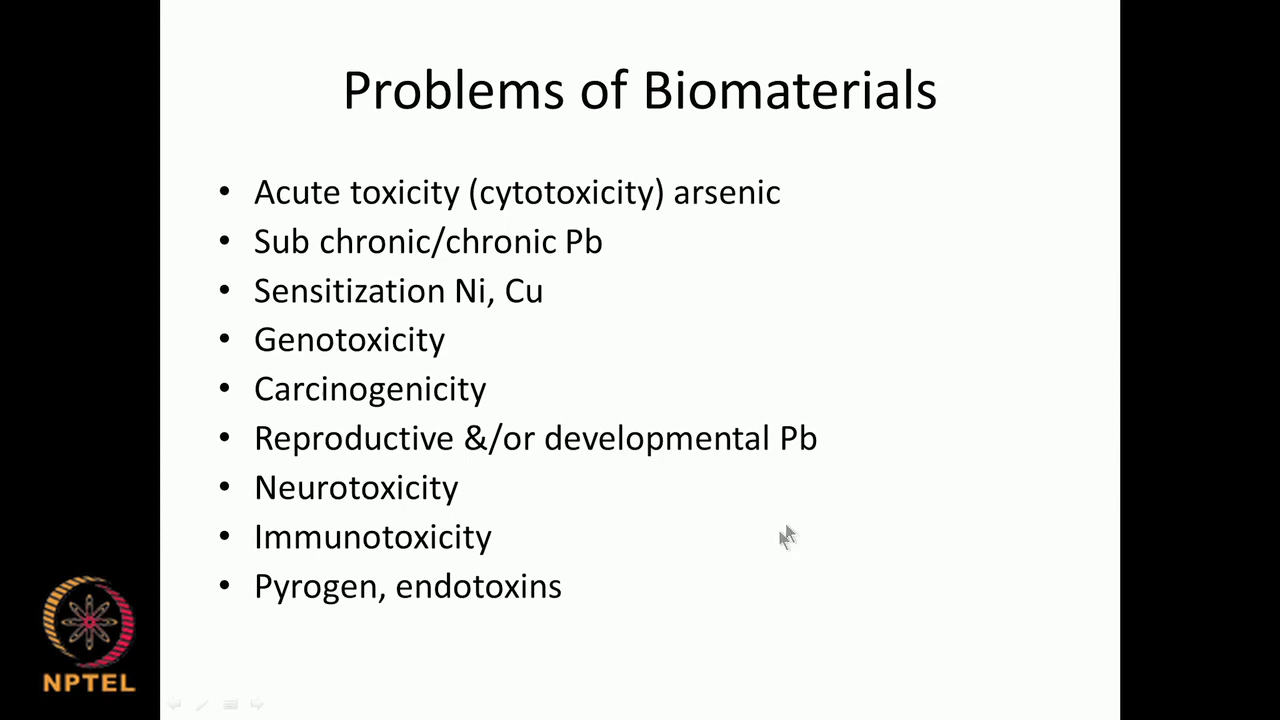 Problems of Biomaterials
• Acute toxicity (cytotoxicity) arsenic
• Sub chronic/chronic Pb
• Sensitization Ni, Cu
• Genotoxicity
• Carcinogenicity
• Reproductive &/or developmental Pb
• Neurotoxicity
• Immunotoxicity
• Pyrogen, endotoxins
NPTEL